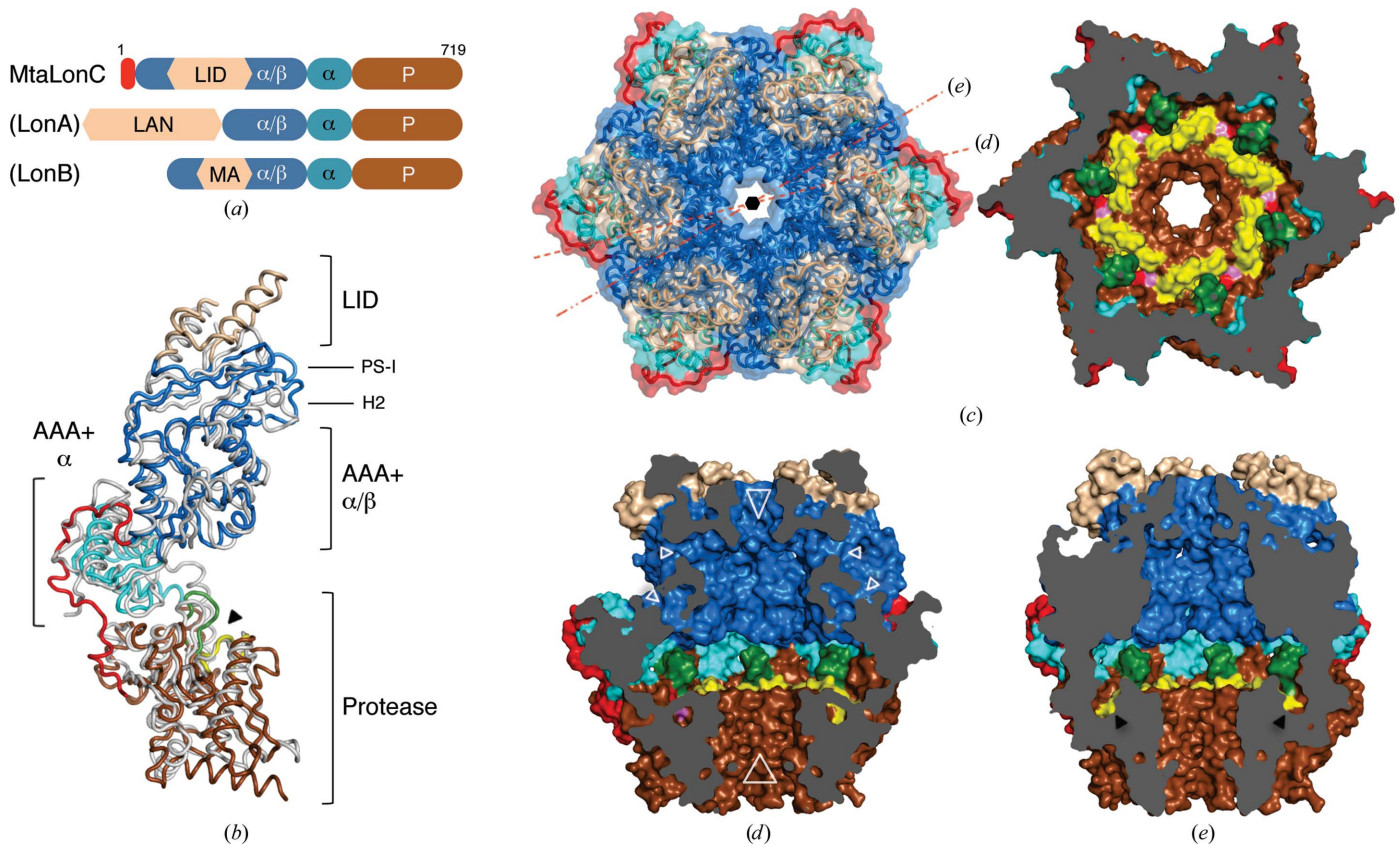 1 719
MtaLonC LID α/β α P
(LonA) LAN α/β α P
(LonB) MA α/β α P
(a)
(e)
(d)
(c)
LID
PS-I
H2
AAA+
α
AAA+
α/β
Protease
(b)
(d)
(e)